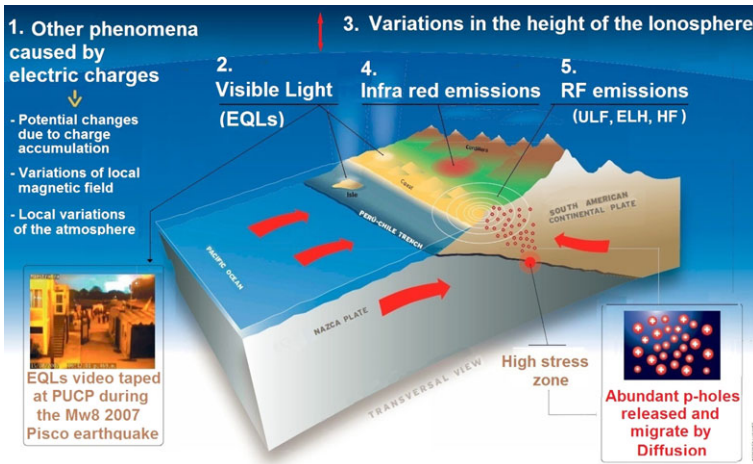 1. Other phenomena
caused by
electric charges
- Potential changes
due to charge
accumulation
- Variations of local
magnetic field
- Local variations
of the atmosphere
2.
Visible Light
(EQLs)
3. Variations in the height of the Ionosphere
4.
Infra red emissions
5.
RF emissions
(ULF, ELH, HF)
Cordillera
Coast
Isle
PERÚ-CHILE TRENCH
SOUTH AMERICAN
CONTINENTAL PLATE
PACIFIC OCEAN
NAZCA PLATE
TRANSVERSAL VIEW
High stress
zone
EQLs video taped
at PUCP during
the Mw8 2007
Pisco earthquake
Abundant p-holes
released and
migrate by
Diffusion